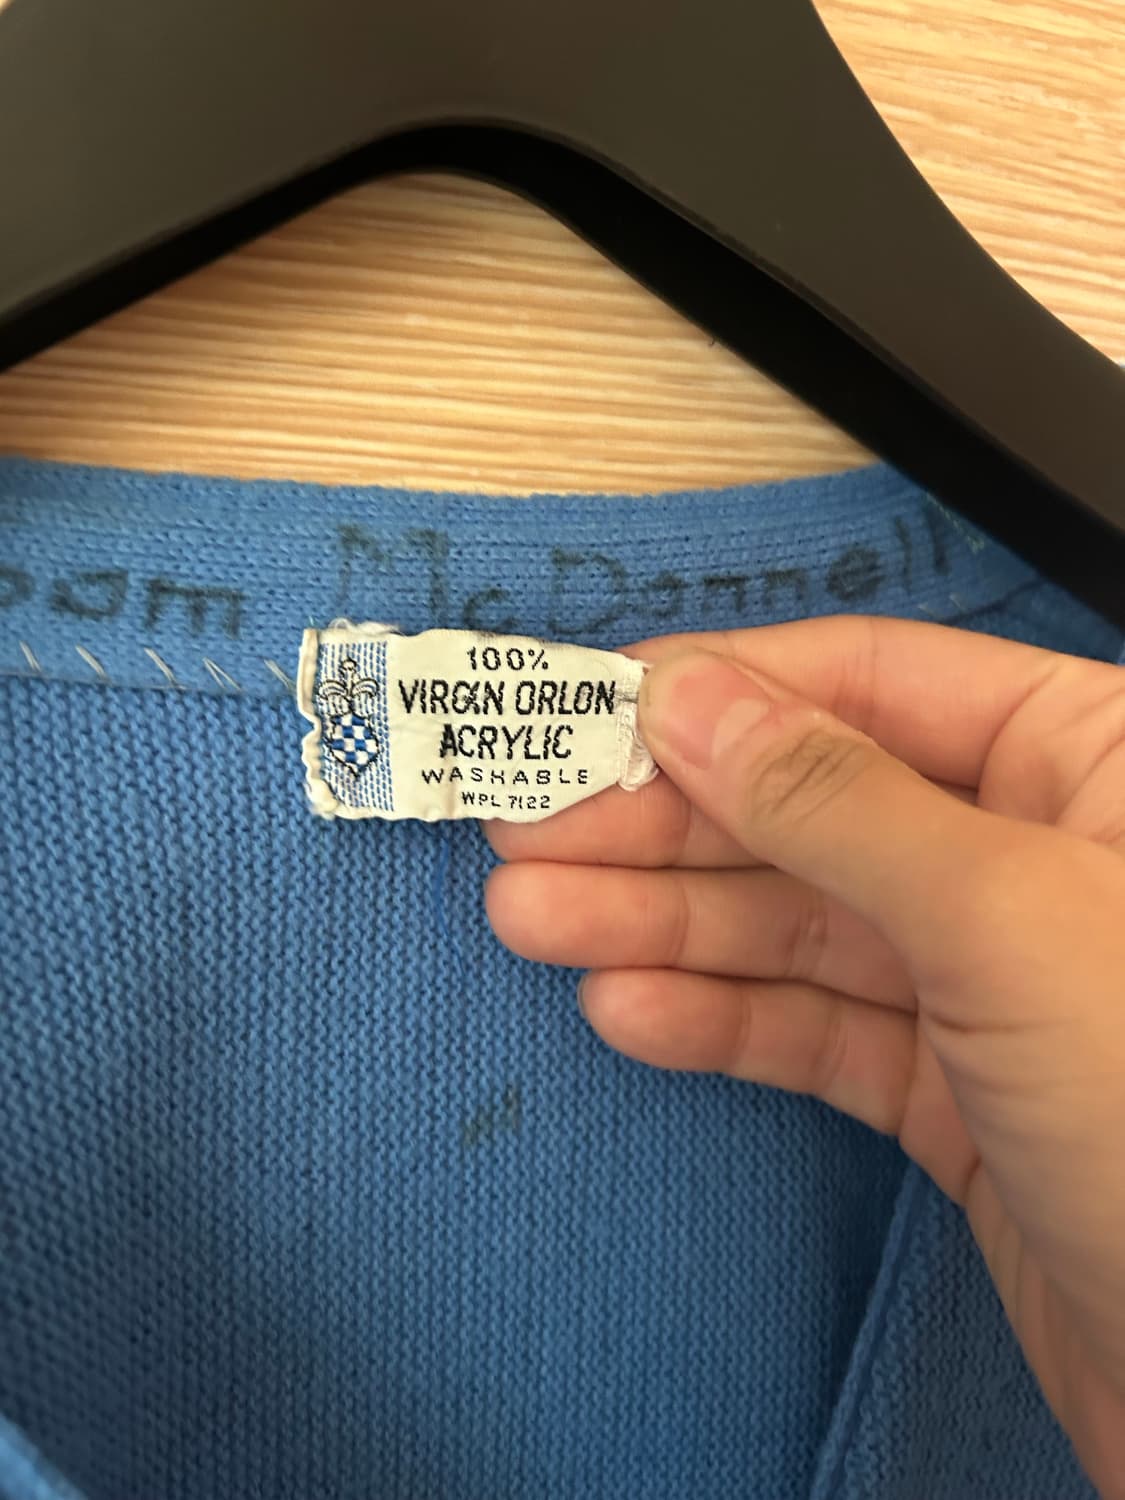 McDonnell
100%
VIRGIN ORLON
ACRYLIC
WASHABLE
WPL 7122